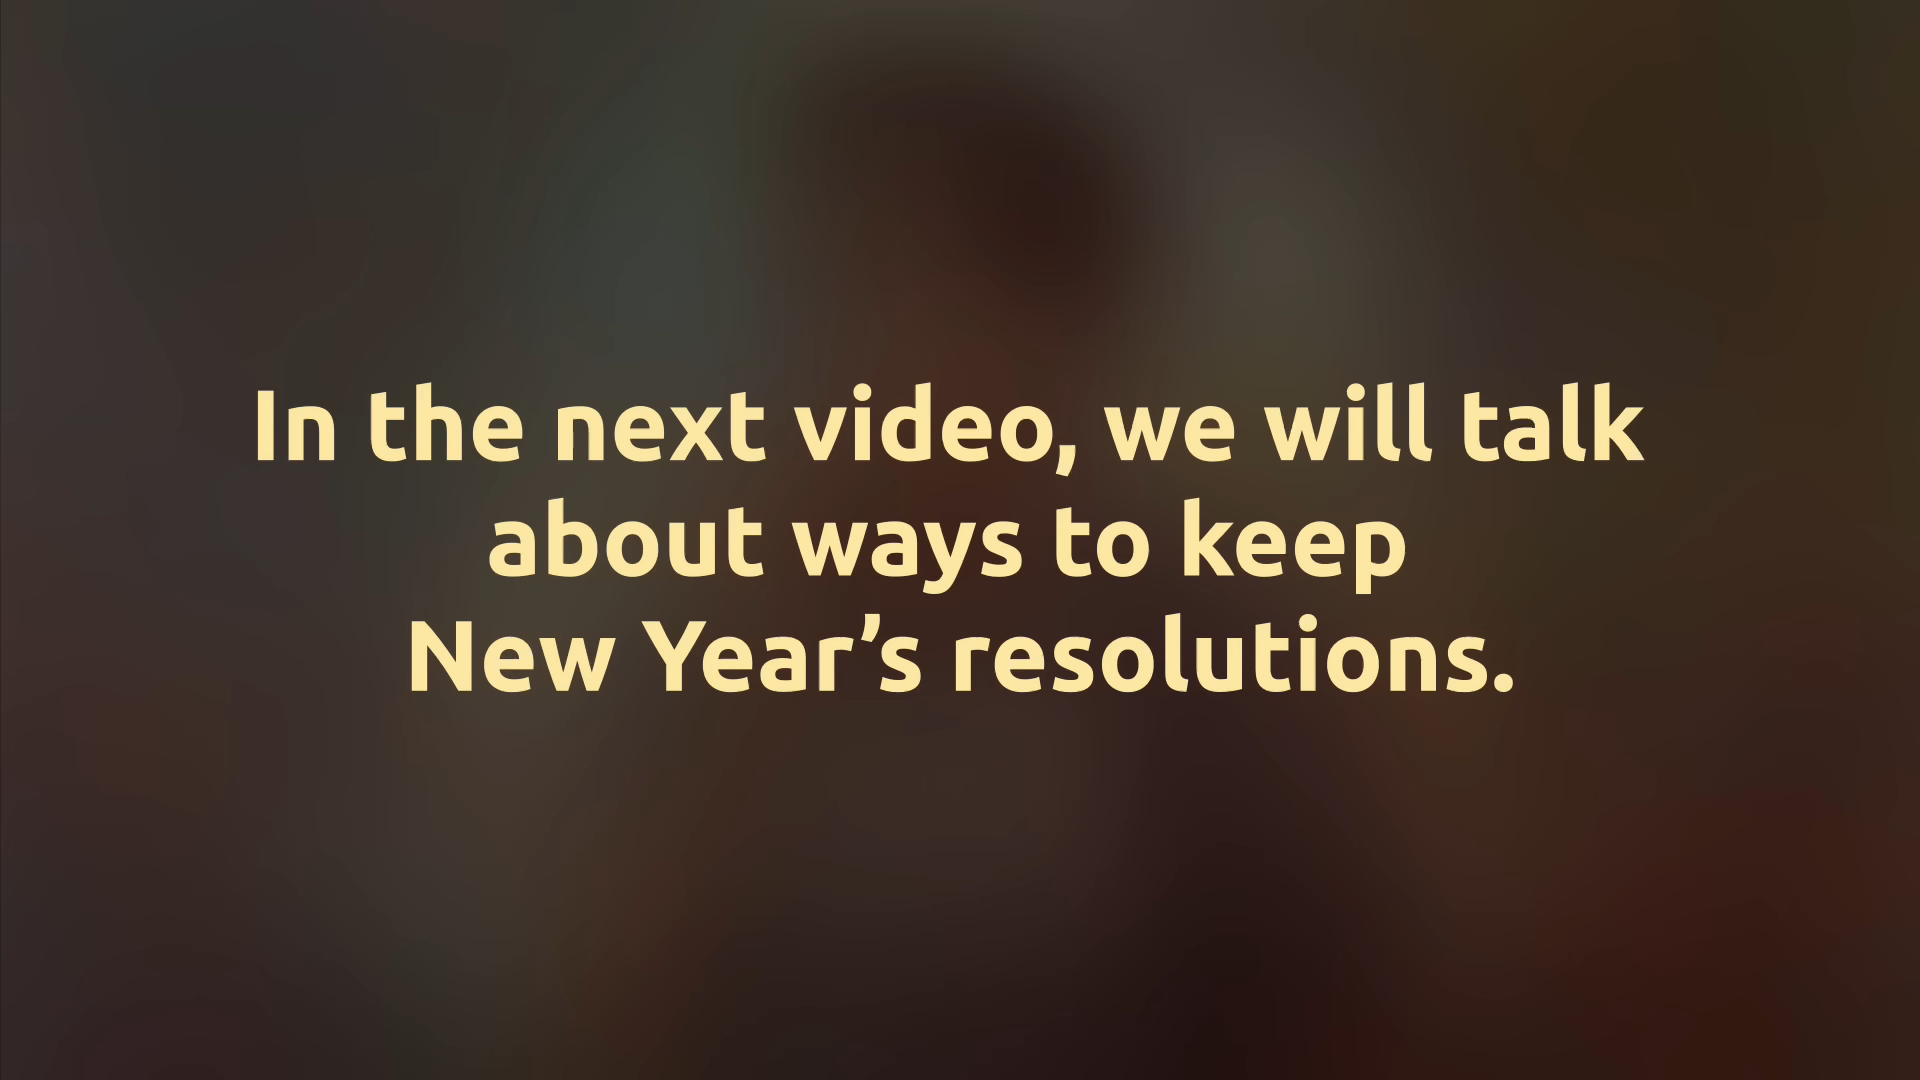 In the next video, we will talk
about ways to keep
New Year’s resolutions.